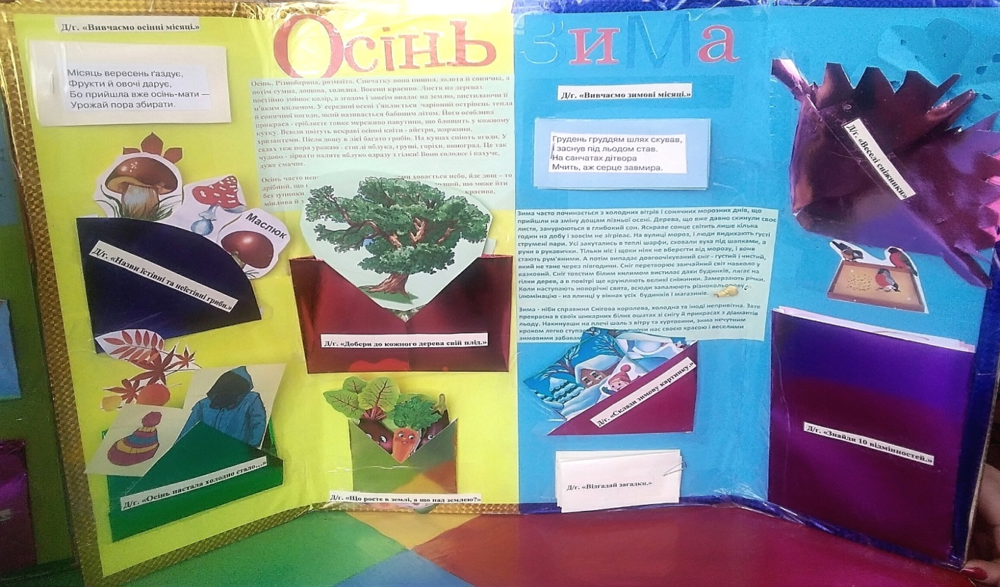 Д/г. «Вивчаємо осінні місяці.»
Місяць вересень ґаздує,
Фрукти й овочі дарує,
Бо прийшла вже осінь-мати –
Урожай пора збирати.
Осінь
Осінь. Різнобарвна, розмаїта. Спочатку вона пишна, золота й сонячна, а
потім сумна, дощова, холодна. Восени красиво. Листя на деревах
постійно змінює колір, а згодом і зовсім опадає на землю, вистилаючи її
м'яким килимом. У середині осені з'являється чарівний острівець тепла
й сонячної погоди, який називається бабиним літом. Його особлива
прикраса - сріблясте тонке мереживо павутини, що блищить у кожному
кутку. Всюди цвітуть яскраві осінні квіти - айстри, жоржини,
хризантеми. Після дощу в лісі багато грибів. На кущах спіють ягоди. У
садах теж пора урожаю - стиглі яблука, груші, горіхи, виноград. Це так
чудово - зірвати налите яблуко одразу з гілки! Воно солодке і пахуче,
дуже смачне.
Осінь часто ховається небо, йде дощ – то
дрібний, що що може йти
без зупинки красива,
мінлива й
Маслюк
Д/г. «Назви їстівні та неїстівні гриби.»
Д/г. «Добери до кожного дерева свій плід.»
Д/г. «Осінь настала холодно стало...»
Д/г. «Що росте в землі, а що над землею?»
Зима
Д/г. «Вивчаємо зимові місяці.»
Грудень груддям шлях скував,
І заснув під льодом став.
На санчатах дітвора
Мчить, аж серце завмира.
Зима часто починається з холодних вітрів і сонячних морозних днів, що
прийшли на зміну дощам пізньої осені. Дерева, що вже давно скинули своє
листя, занурюються в глибокий сон. Яскраве сонце світить лише кілька
годин на добу і зовсім не зігріває. На вулиці мороз, і люди видихають густі
струмені пари. Усі закутались в теплі шарфи, сховали вуха під шапками, а
руки в рукавички. Тільки ніс і щоки ніяк не вберегти від морозу, і вони
стають рум'яними. А потім випадає довгоочікуваний сніг - густий і чистий,
який не тане через півгодини. Сніг перетворює звичайний світ навколо у
казковий. Сніг товстим білим килимом вистилає дахи будинків, лягає на
гілки дерев, а в повітрі ще кружляють великі сніжинки. Замерзають річки.
Коли наступають новорічні свята, всюди запалюють різнокольорову
ілюмінацію - на ялинці у вікнах усіх будинків і магазинів.
Зима - ніби справжня Снігова королева, холодна та іноді непривітна. Зате
прекрасна в своїх шикарних білих ошатах зі снігу й прикрасах з діамантів
льоду. Накинувши на плечі шаль з вітру та хуртовини, зима нечутним
кроком легко ступає нас своєю красою і веселими
зимовими забавам
Д/г. «Склади зимову картинку.»
Д/г. «Відгадай загадки.»
Д/г. «Веселі сніжинки»
Д/г. «Знайди 10 відмінностей.»